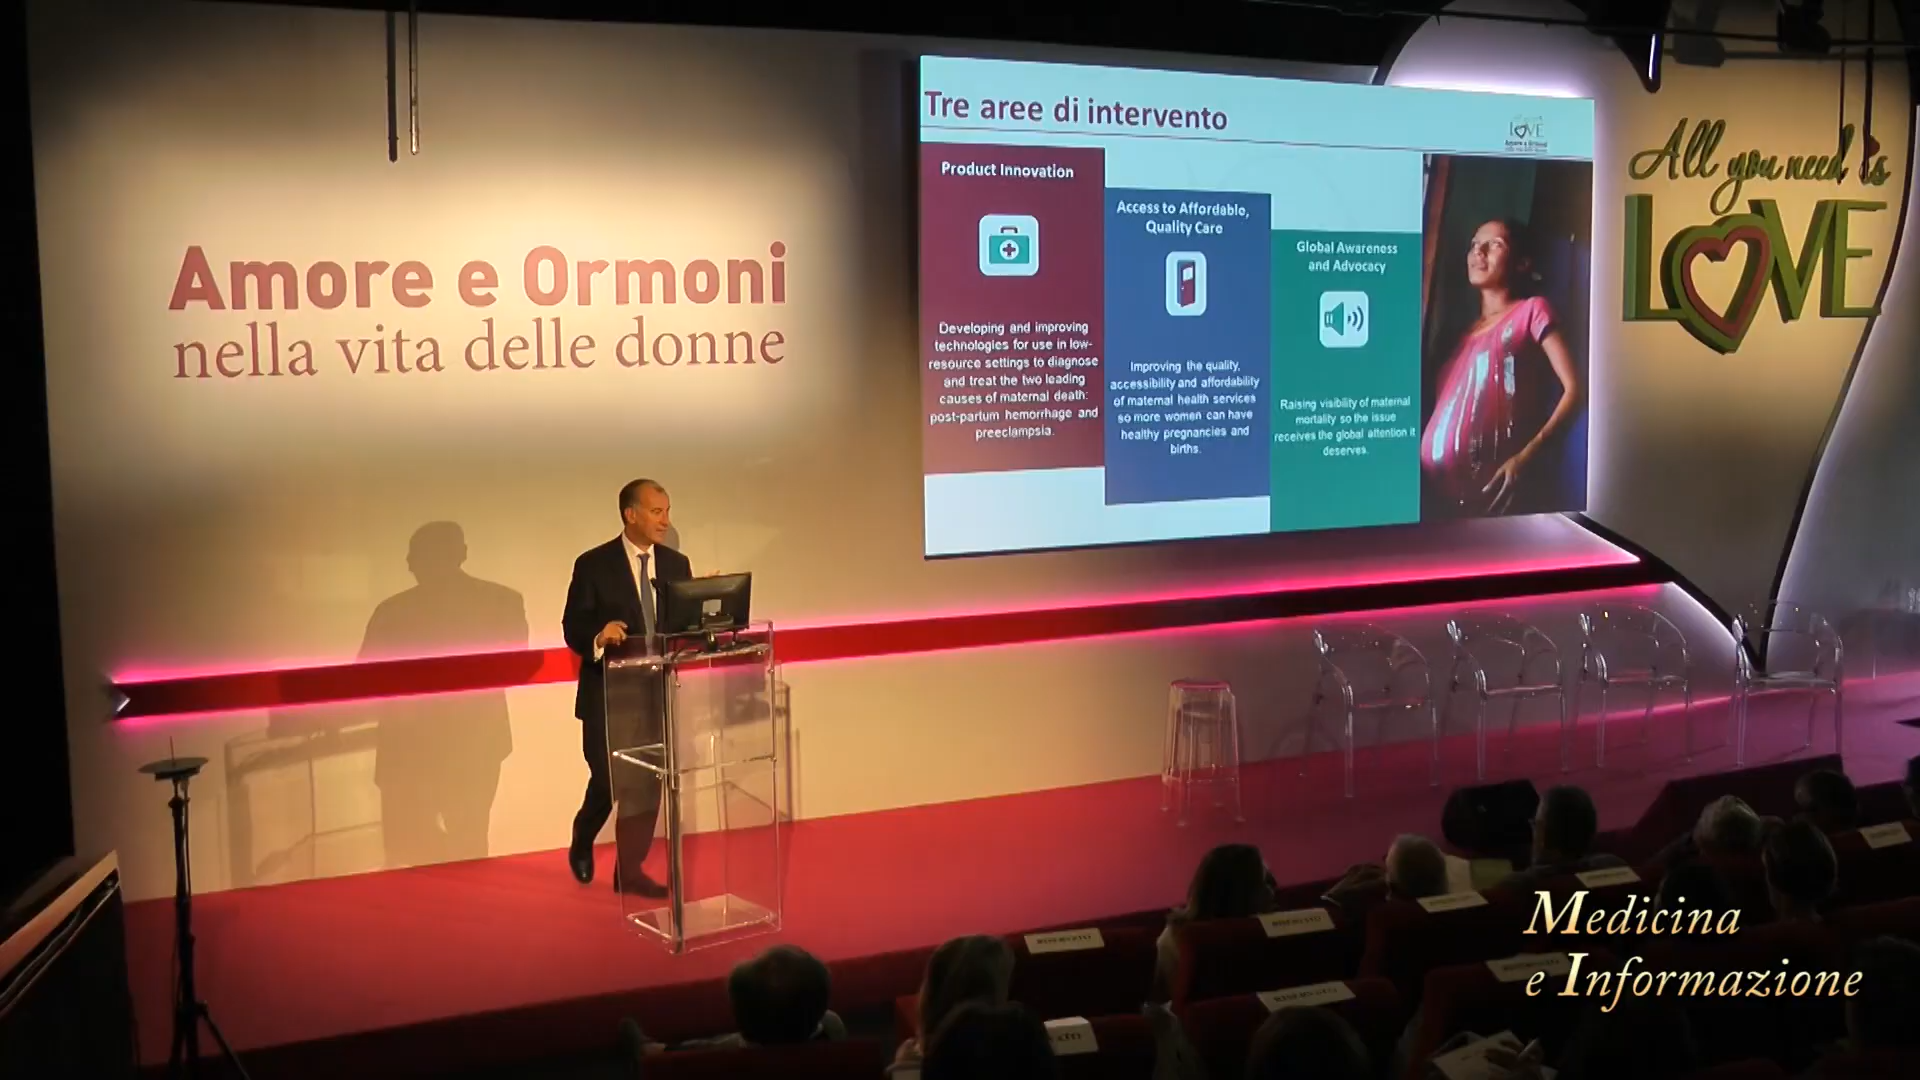 Amore e Ormoni
nella vita delle donne
Tre aree di intervento
LOVE
Product Innovation
Developing and improving
technologies for use in low-
resource settings to diagnose
and treat the two leading
causes of maternal death:
post-partum hemorrhage and
preeclampsia.
Access to Affordable,
Quality Care
Improving the quality,
accessibility and affordability
of maternal health services
so more women can have
healthy pregnancies and
births.
Global Awareness
and Advocacy
Raising visibility of maternal
mortality so the issue
receives the global attention it
deserves.
All you need is
LOVE
RISERVATO
RISERVATO
RISERVATO
Medicina
e Informazione